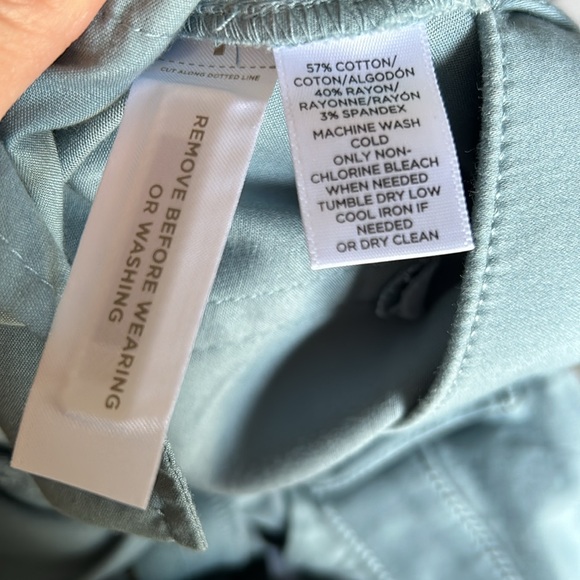 CUT ALONG DOTTED LINE
REMOVE BEFORE WEARING
OR WASHING
57% COTTON/
COTON/ALGODÓN
40% RAYON/
RAYONNE/RAYÓN
3% SPANDEX
MACHINE WASH
COLD
ONLY NON-
CHLORINE BLEACH
WHEN NEEDED
TUMBLE DRY LOW
COOL IRON IF
NEEDED
OR DRY CLEAN